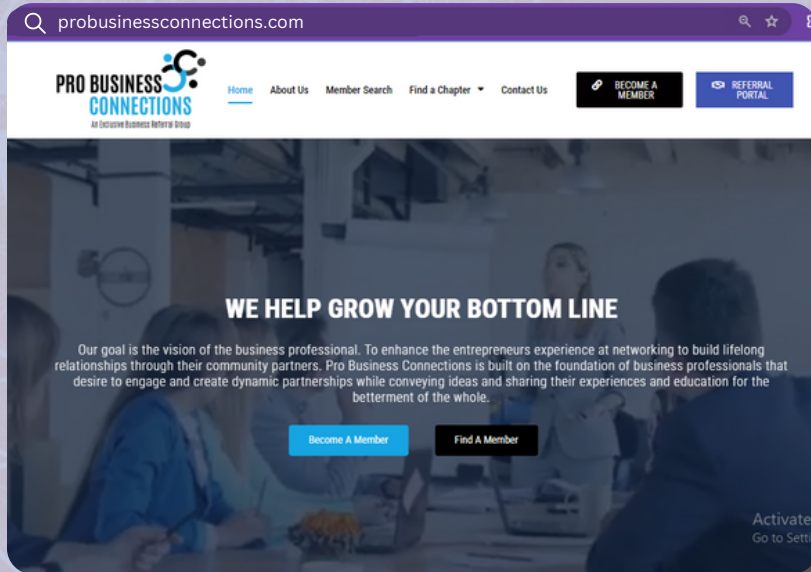 probusinessconnections.com
PRO BUSINESS
CONNECTIONS
An Exclusive Business Referral Group
Home About Us Member Search Find a Chapter Contact Us
BECOME A
MEMBER
REFERRAL
PORTAL
WE HELP GROW YOUR BOTTOM LINE
Our goal is the vision of the business professional. To enhance the entrepreneurs experience at networking to build lifelong
relationships through their community partners. Pro Business Connections is built on the foundation of business professionals that
desire to engage and create dynamic partnerships while conveying ideas and sharing their experiences and education for the
betterment of the whole.
Become A Member Find A Member
Activate
Go to Setti